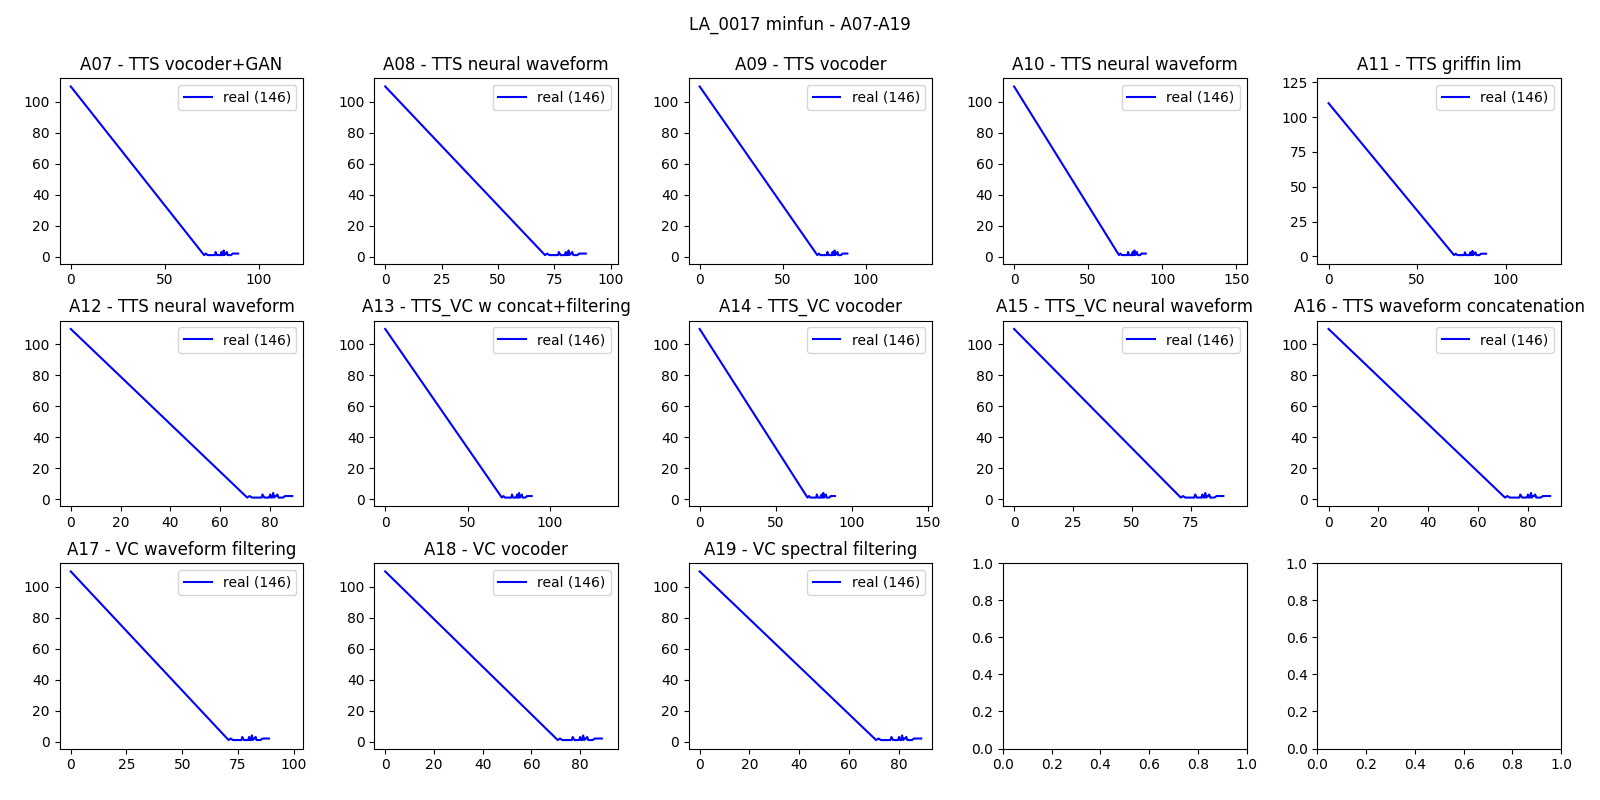 LA_0017 minfun - A07-A19
A07 - TTS vocoder+GAN
A08 - TTS neural waveform
A09 - TTS vocoder
A10 - TTS neural waveform
A11 - TTS griffin lim
real (146)
real (146)
real (146)
real (146)
real (146)
100
80
60
40
20
0
0 50 100
100
80
60
40
20
0
0 25 50 75 100
100
80
60
40
20
0
0 50 100
100
80
60
40
20
0
0 50 100 150
125
100
75
50
25
0
0 50 100
A12 - TTS neural waveform
A13 - TTS_VC w concat+filtering
A14 - TTS_VC vocoder
A15 - TTS_VC neural waveform
A16 - TTS waveform concatenation
real (146)
real (146)
real (146)
real (146)
real (146)
100
80
60
40
20
0
0 20 40 60 80
100
80
60
40
20
0
0 50 100
100
80
60
40
20
0
0 50 100 150
100
80
60
40
20
0
0 25 50 75
100
80
60
40
20
0
0 20 40 60 80
A17 - VC waveform filtering
A18 - VC vocoder
A19 - VC spectral filtering
real (146)
real (146)
real (146)
100
80
60
40
20
0
0 25 50 75 100
100
80
60
40
20
0
0 20 40 60 80
100
80
60
40
20
0
0 20 40 60 80
1.0
0.8
0.6
0.4
0.2
0.0
0.0 0.2 0.4 0.6 0.8 1.0
1.0
0.8
0.6
0.4
0.2
0.0
0.0 0.2 0.4 0.6 0.8 1.0